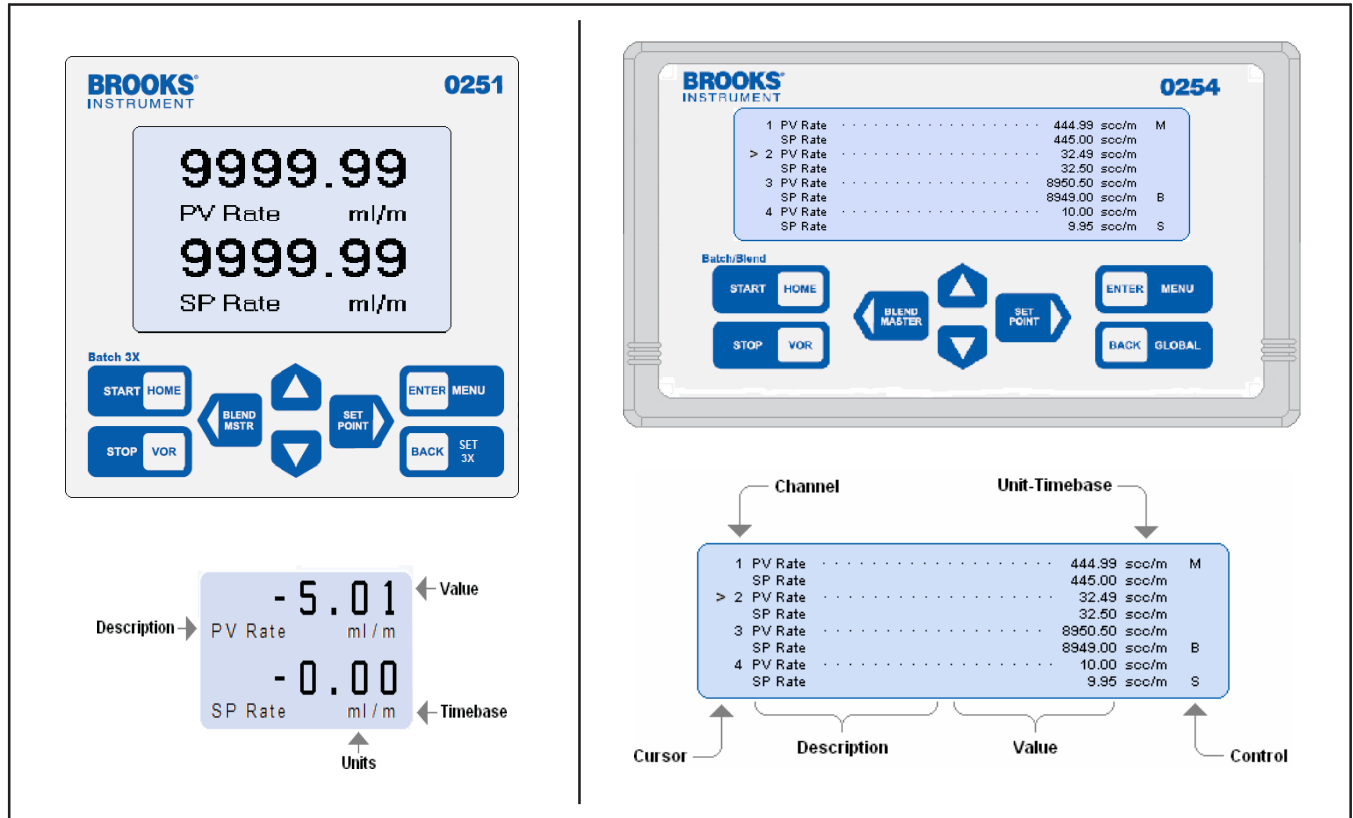 BROOKS®
INSTRUMENT
0251
9999.99
PV Rate ml/m
9999.99
SP Rate ml/m
Batch 3X
START HOME
BLEND
MSTR
SET
POINT
ENTER MENU
STOP VOR
BACK SET
3X
Description
-5.01
Value
PV Rate ml/m
-0.00
SP Rate ml/m
Timebase
Units
BROOKS®
INSTRUMENT
0254
1 PV Rate · · · · · · · · · · · · · · · · · · · · 444.99 scc/m M
SP Rate 445.00 scc/m
> 2 PV Rate · · · · · · · · · · · · · · · · · · · · 32.49 scc/m
SP Rate 32.50 scc/m
3 PV Rate · · · · · · · · · · · · · · · · · · · · 8950.50 scc/m
SP Rate 8949.00 scc/m B
4 PV Rate · · · · · · · · · · · · · · · · · · · · 10.00 scc/m
SP Rate 9.95 scc/m S
Batch/Blend
START HOME
BLEND
MASTER
SET
POINT
ENTER MENU
STOP VOR
BACK GLOBAL
Channel
Unit-Timebase
1 PV Rate · · · · · · · · · · · · · · · · · · · · 444.99 scc/m M
SP Rate 445.00 scc/m
> 2 PV Rate · · · · · · · · · · · · · · · · · · · · 32.49 scc/m
SP Rate 32.50 scc/m
3 PV Rate · · · · · · · · · · · · · · · · · · · · 8950.50 scc/m
SP Rate 8949.00 scc/m B
4 PV Rate · · · · · · · · · · · · · · · · · · · · 10.00 scc/m
SP Rate 9.95 scc/m S
Cursor
Description
Value
Control